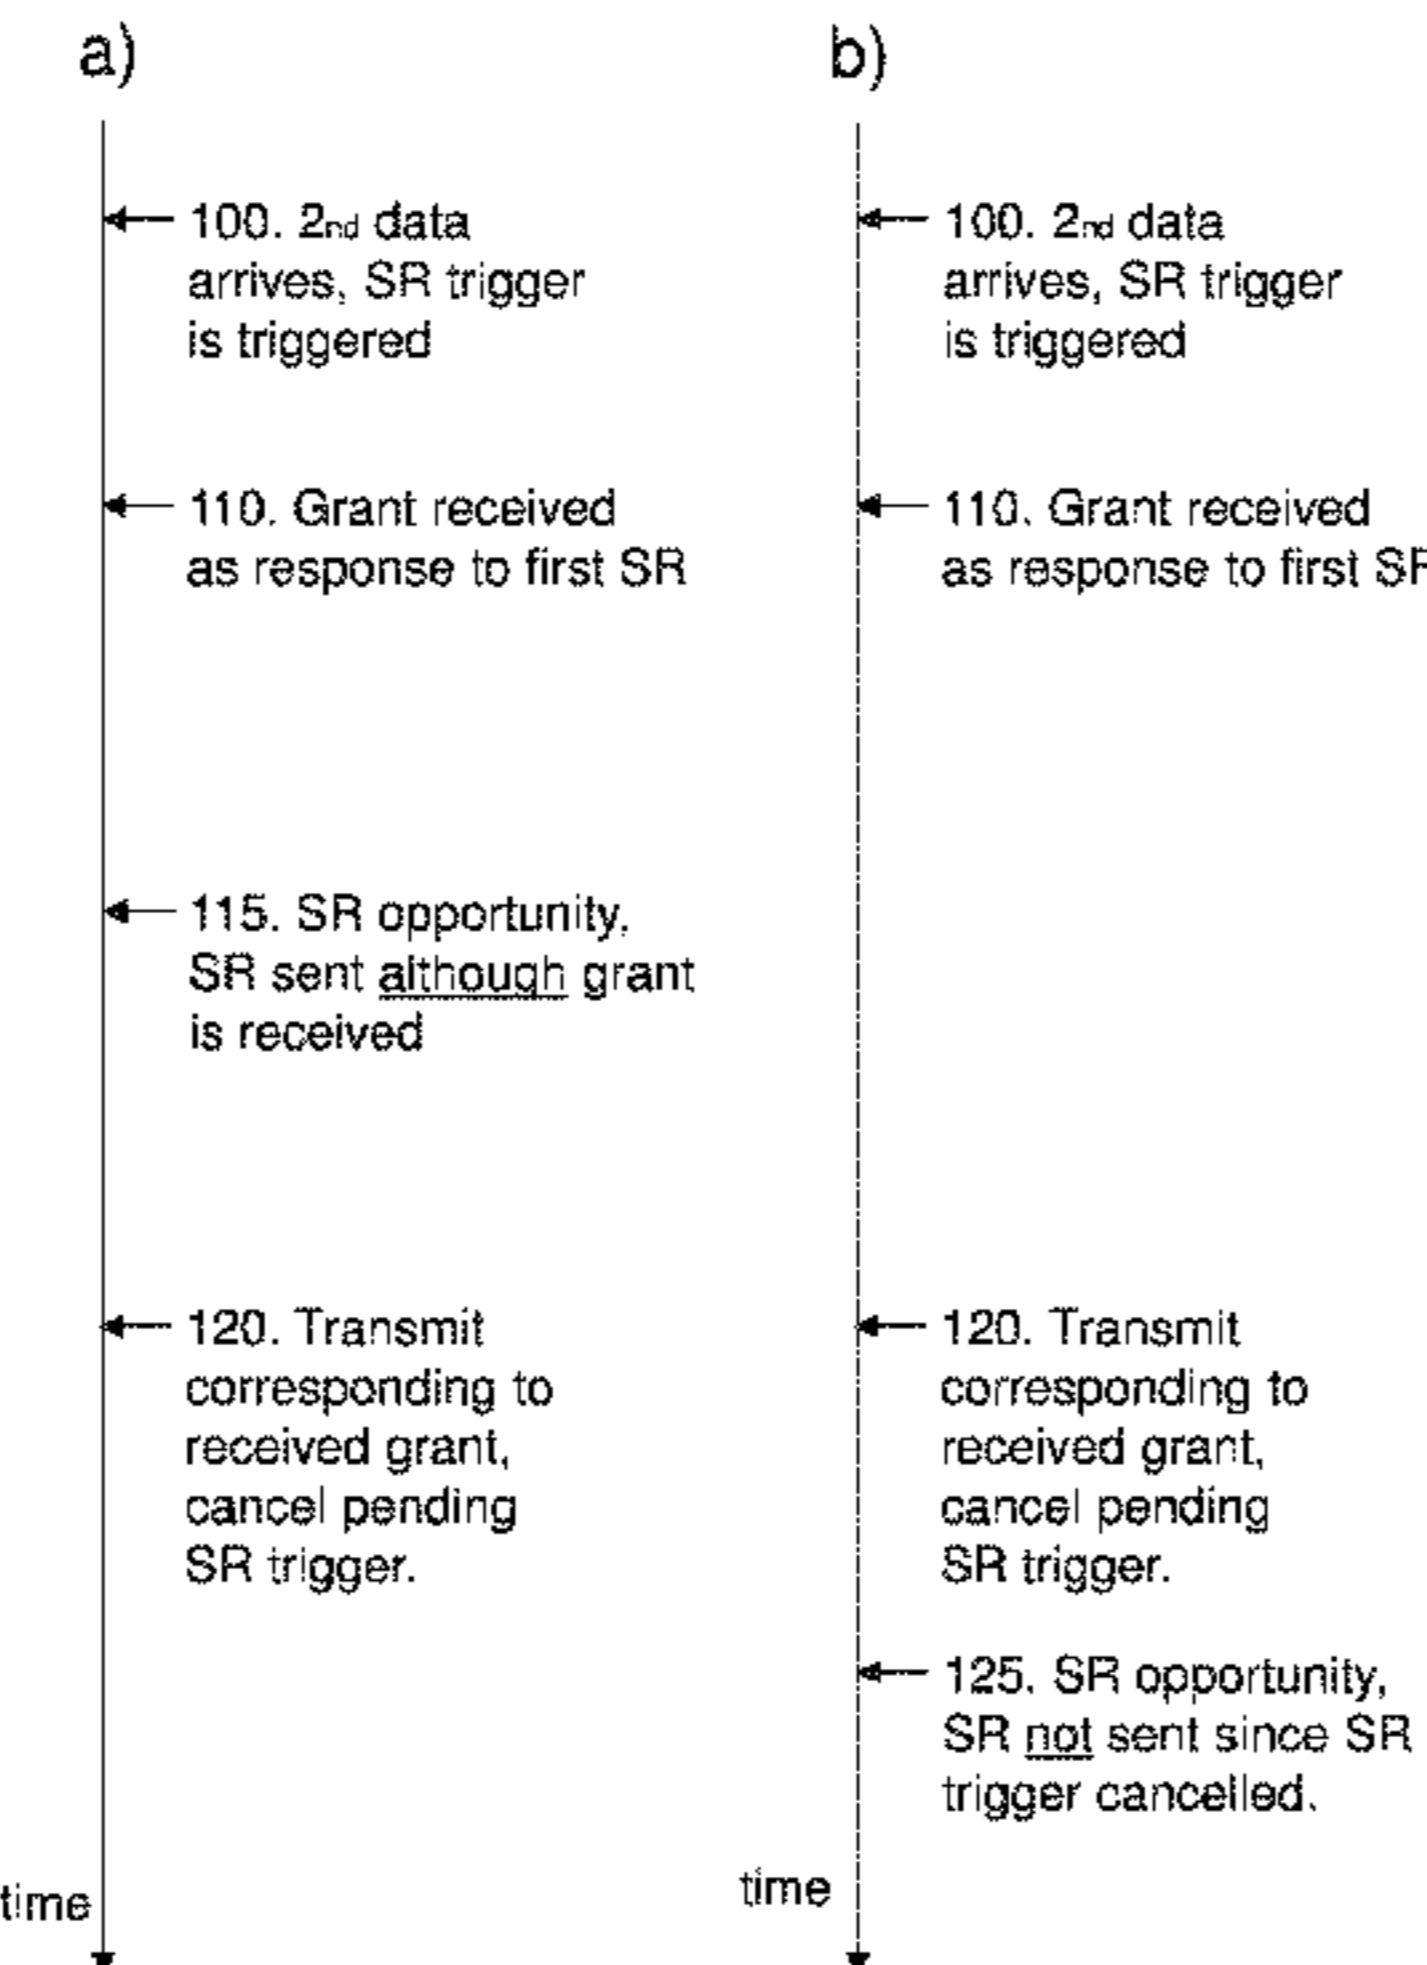 a)
100. 2nd data
arrives, SR trigger
is triggered
110. Grant received
as response to first SR
115. SR opportunity,
SR sent although grant
is received
120. Transmit
corresponding to
received grant,
cancel pending
SR trigger.
time
b)
100. 2nd data
arrives, SR trigger
is triggered
110. Grant received
as response to first SR
120. Transmit
corresponding to
received grant,
cancel pending
SR trigger.
125. SR opportunity,
SR not sent since SR
trigger cancelled.
time